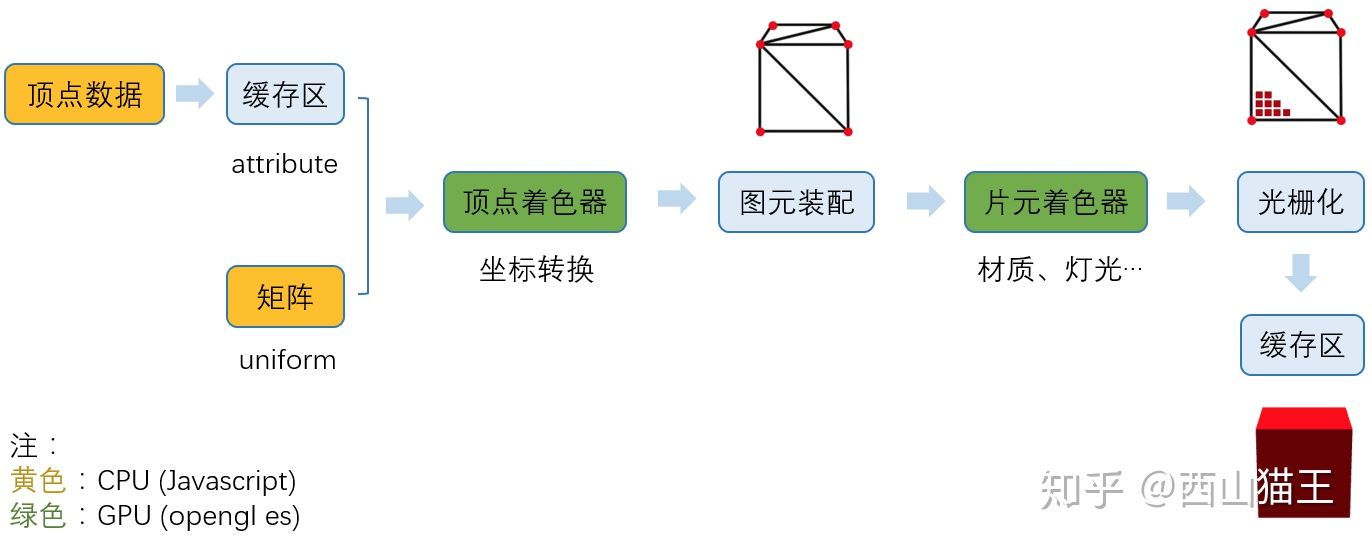 顶点数据
缓存区
attribute
矩阵
uniform
顶点着色器
坐标转换
图元装配
片元着色器
材质、灯光…
光栅化
缓存区
注：
黄色：CPU (Javascript)
绿色：GPU (opengl es)
知乎 @西山猫王